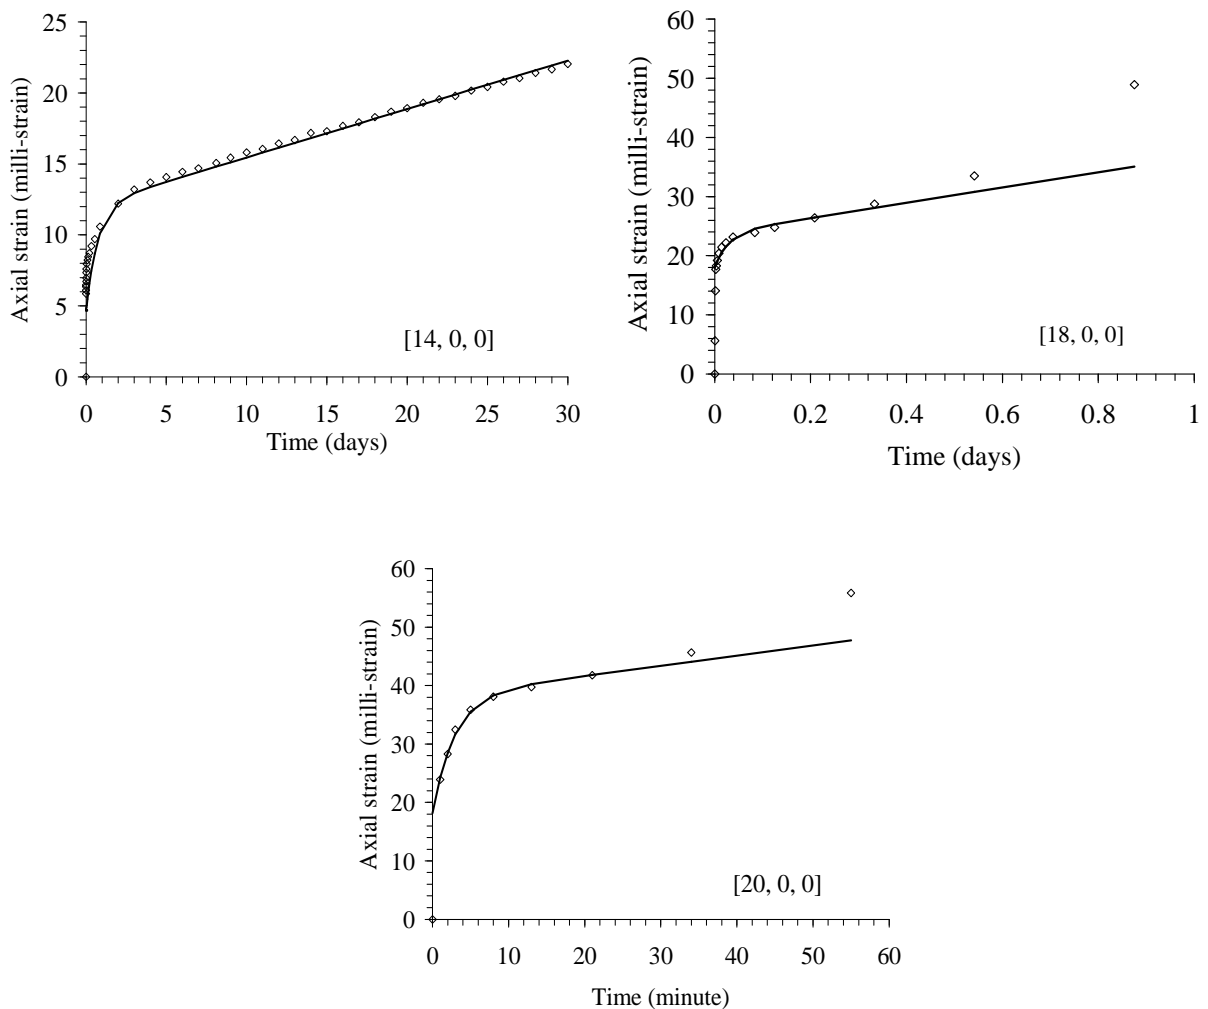 25
20
15
10
5
0
Axial strain (milli-strain)
[14, 0, 0]
0 5 10 15 20 25 30
Time (days)
60
50
40
30
20
10
0
Axial strain (milli-strain)
[18, 0, 0]
0 0.2 0.4 0.6 0.8 1
Time (days)
60
50
40
30
20
10
0
Axial strain (milli-strain)
[20, 0, 0]
0 10 20 30 40 50 60
Time (minute)